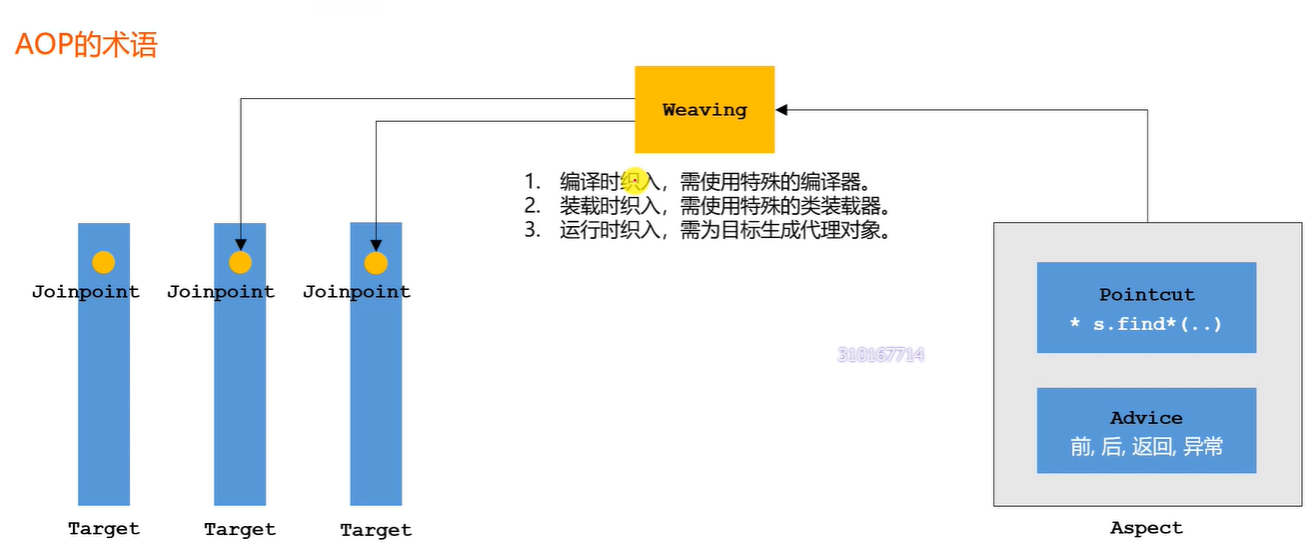 AOP的术语
Weaving
1. 编译时织入，需使用特殊的编译器。
2. 装载时织入，需使用特殊的类装载器。
3. 运行时织入，需为目标生成代理对象。
Joinpoint Joinpoint Joinpoint
Pointcut
* s.find*(..)
310167714
Advice
前, 后, 返回, 异常
Target Target Target
Aspect